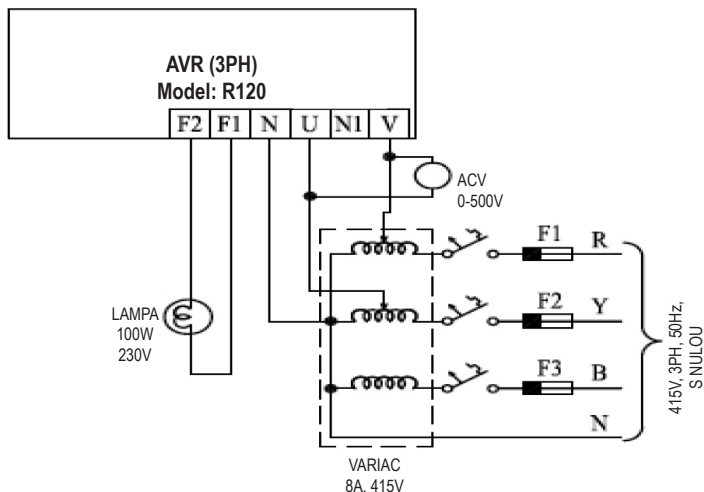 AVR (3PH)
Model: R120
F2 F1 N U N1 V
ACV
0-500V
F1 R
LAMPA
100W
230V
F2 Y
F3 B
N
415V, 3PH, 50Hz,
S NULOU
VARIAC
8A, 415V